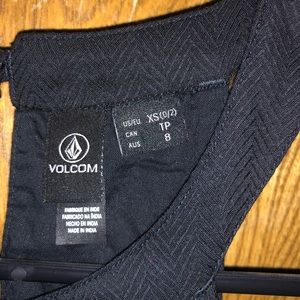 US/EU XS(0/2)
CAN TP
AUS 8
VOLCOM
FABRIQUÉ EN INDE
FABRICADO NA ÍNDIA
HECHO EN INDIA
MADE IN INDIA